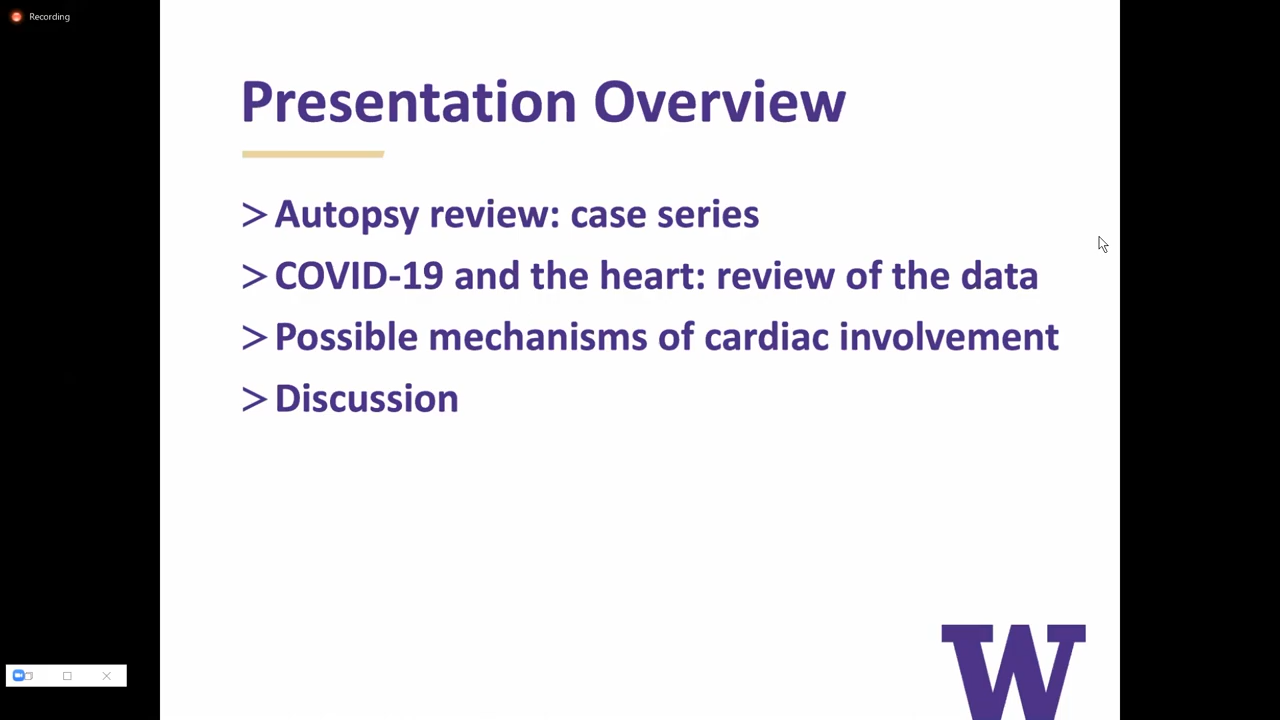 Recording
Presentation Overview
> Autopsy review: case series
> COVID-19 and the heart: review of the data
> Possible mechanisms of cardiac involvement
> Discussion
W